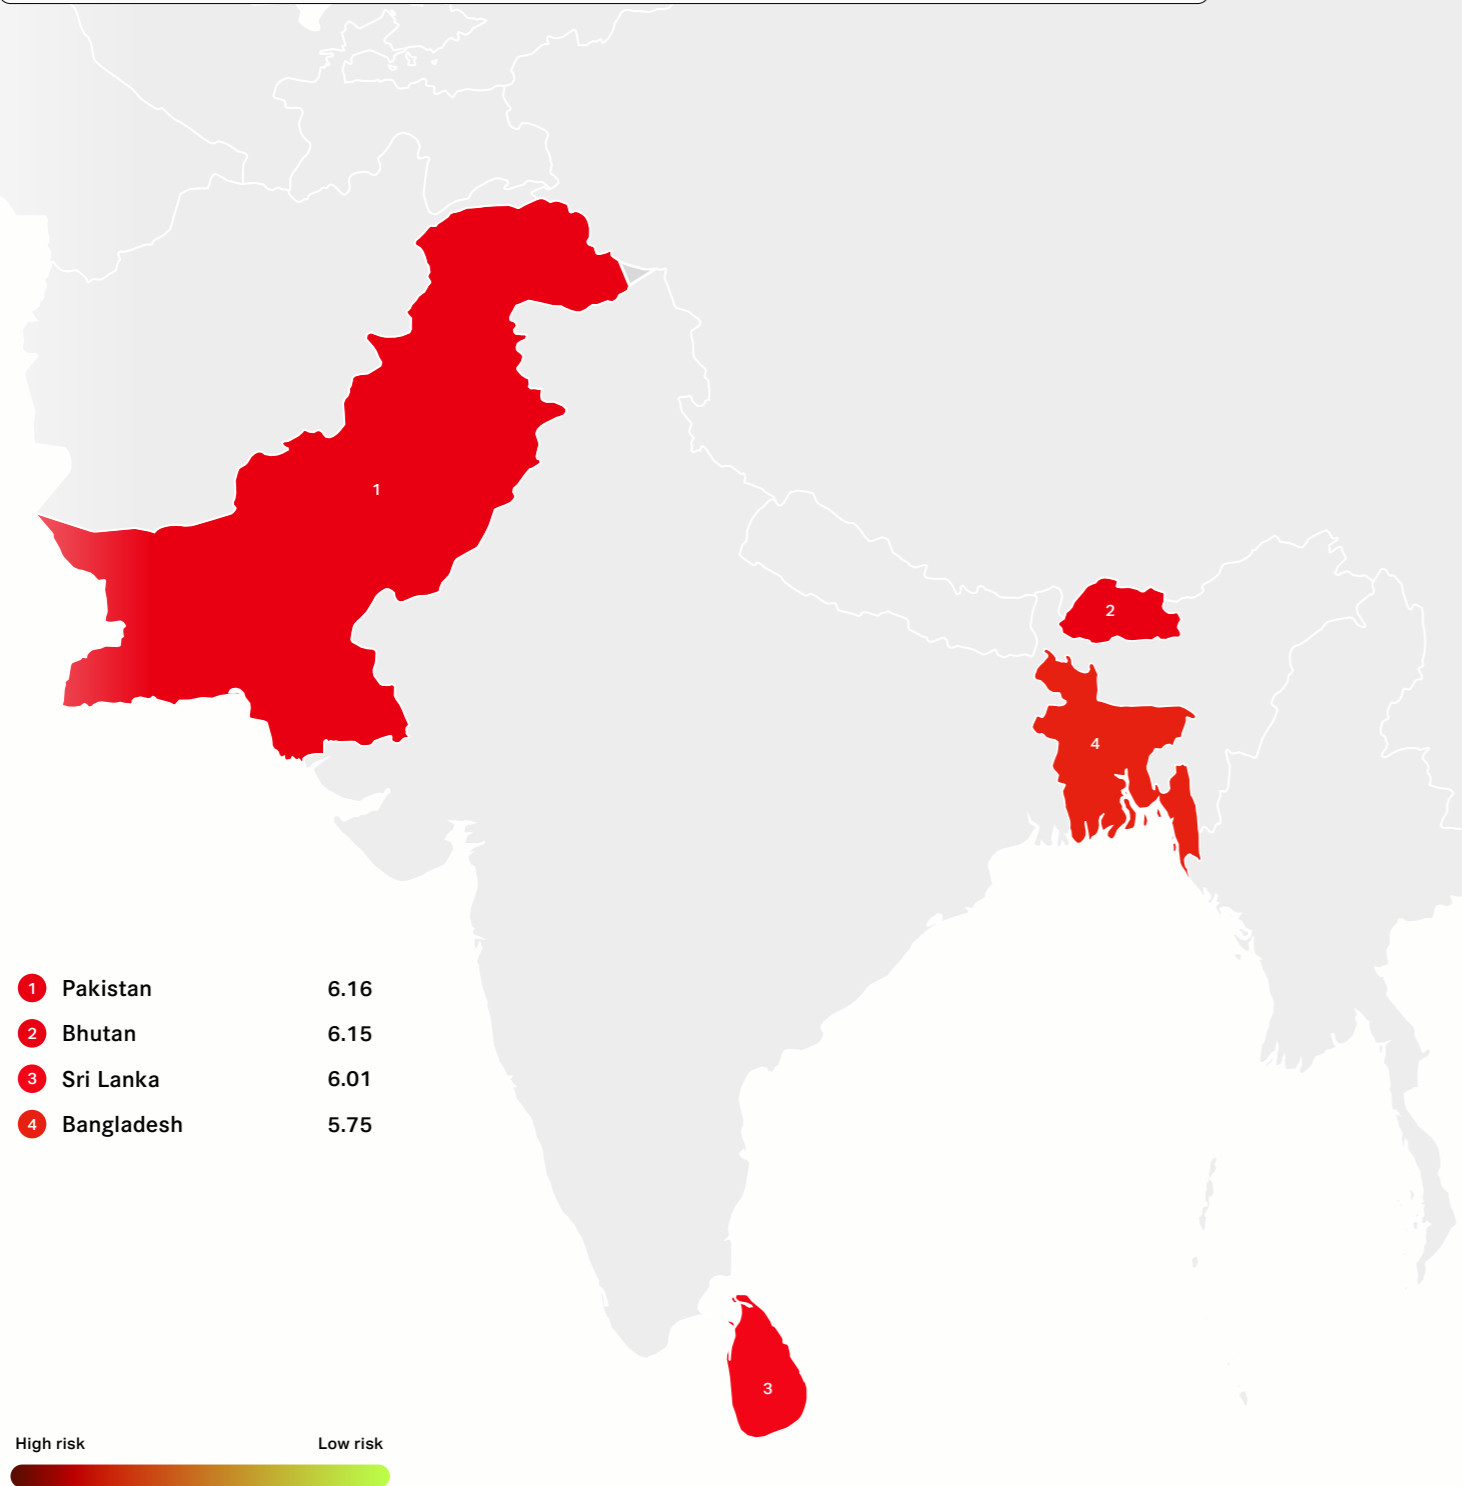 1
2
4
1 Pakistan 6.16
2 Bhutan 6.15
3 Sri Lanka 6.01
4 Bangladesh 5.75
3
High risk Low risk